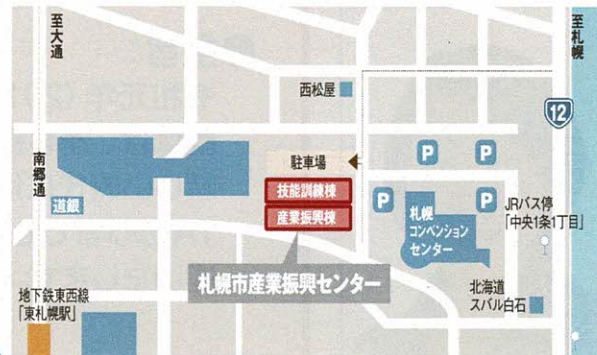 至大通
至札幌
西松屋
12
南郷通
道銀
駐車場
P
P
技能訓練棟
産業振興棟
P
P
札幌
コンベンション
センター
JRバス停
「中央1条1丁目」
札幌市産業振興センター
北海道
スバル白石
地下鉄東西線
「東札幌駅」